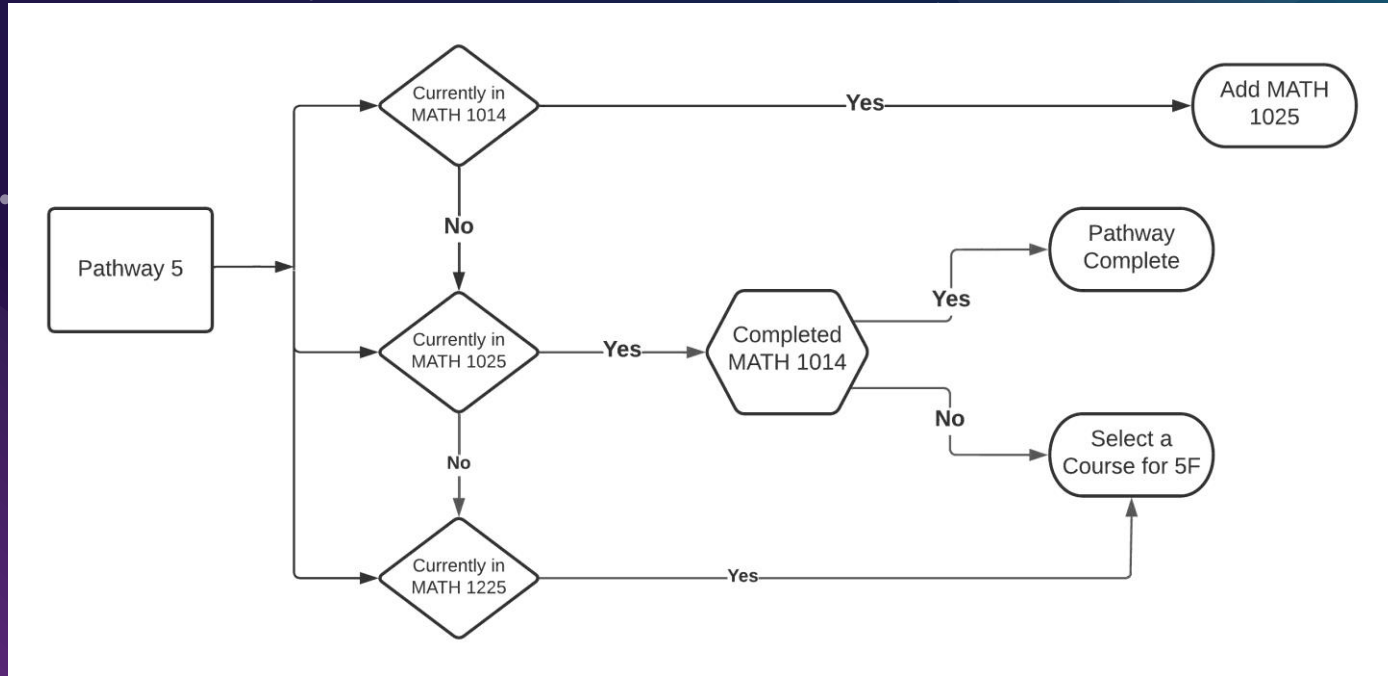 Currently in
MATH 1014
Yes
Add MATH
1025
No
Pathway 5
Pathway
Complete
Yes
Currently in
MATH 1025
Yes
Completed
MATH 1014
No
Select a
Course for 5F
No
Currently in
MATH 1225
Yes